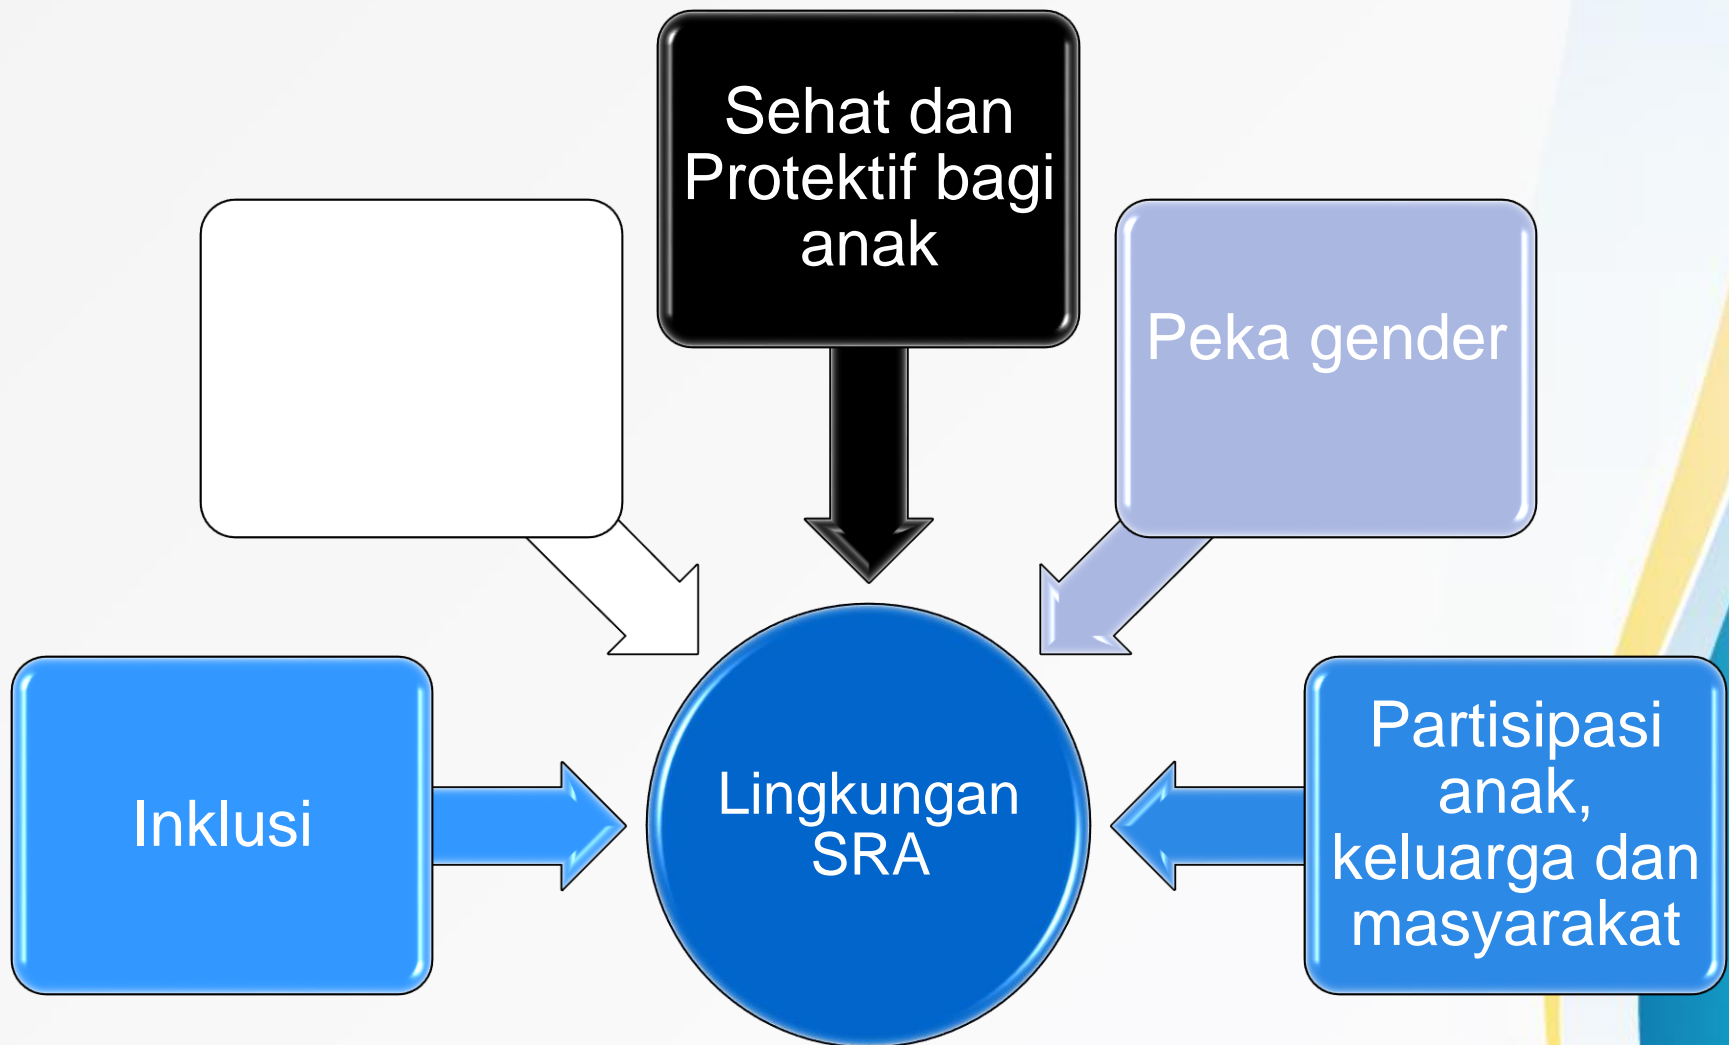 Sehat dan
Protektif bagi
anak
Peka gender
Inklusi
Lingkungan
SRA
Partisipasi
anak,
keluarga dan
masyarakat